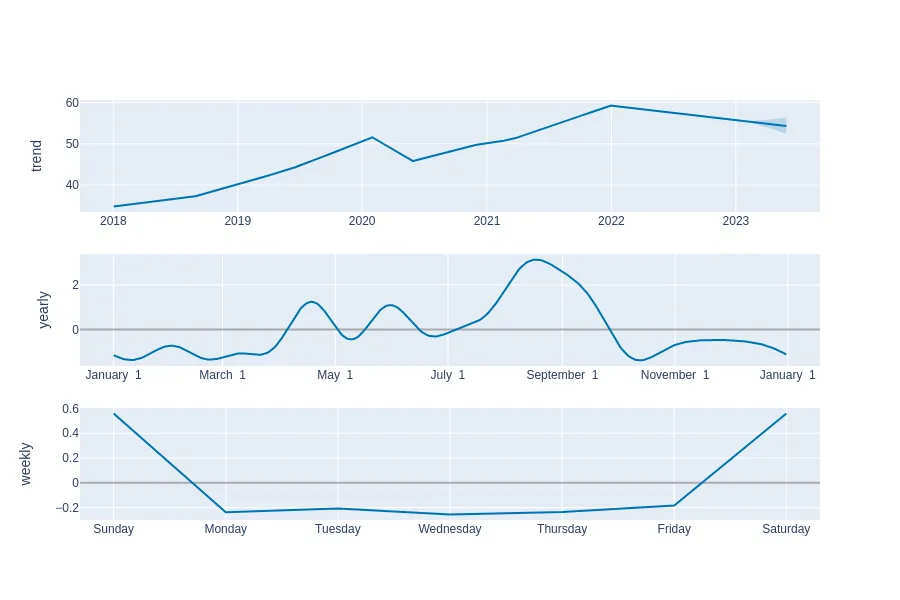 trend
60
50
40
2018 2019 2020 2021 2022 2023
yearly
2
0
January 1 March 1 May 1 July 1 September 1 November 1 January 1
weekly
0.6
0.4
0.2
0
−0.2
Sunday Monday Tuesday Wednesday Thursday Friday Saturday